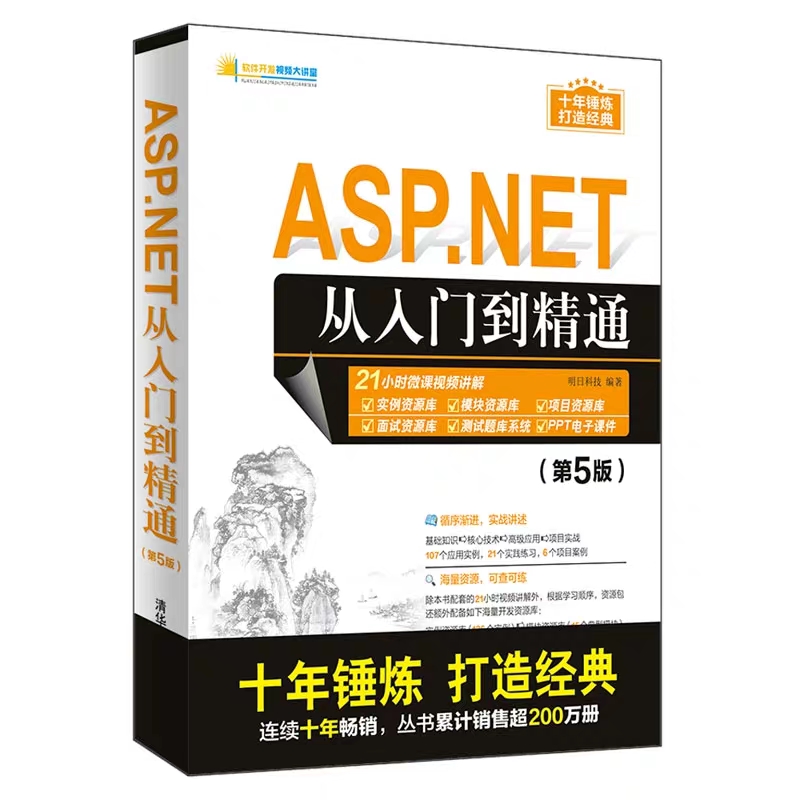 软件开发视频大讲堂
十年锤炼
打造经典
ASP.NET
从入门到精通
21小时微课视频讲解
明日科技 编著
实例资源库 模块资源库 项目资源库
面试资源库 测试题库系统 PPT电子课件
(第5版)
循序渐进，实战讲述
基础知识 核心技术 高级应用 项目实战
107个应用实例，21个实践练习，6个项目案例
海量资源，可查可练
除本书配套的21小时视频讲解外，根据学习顺序，资源包
还额外配备如下海量开发资源库：
十年锤炼 打造经典
连续十年畅销，丛书累计销售超200万册
ASP.NET从入门到精通
(第5版)
清华